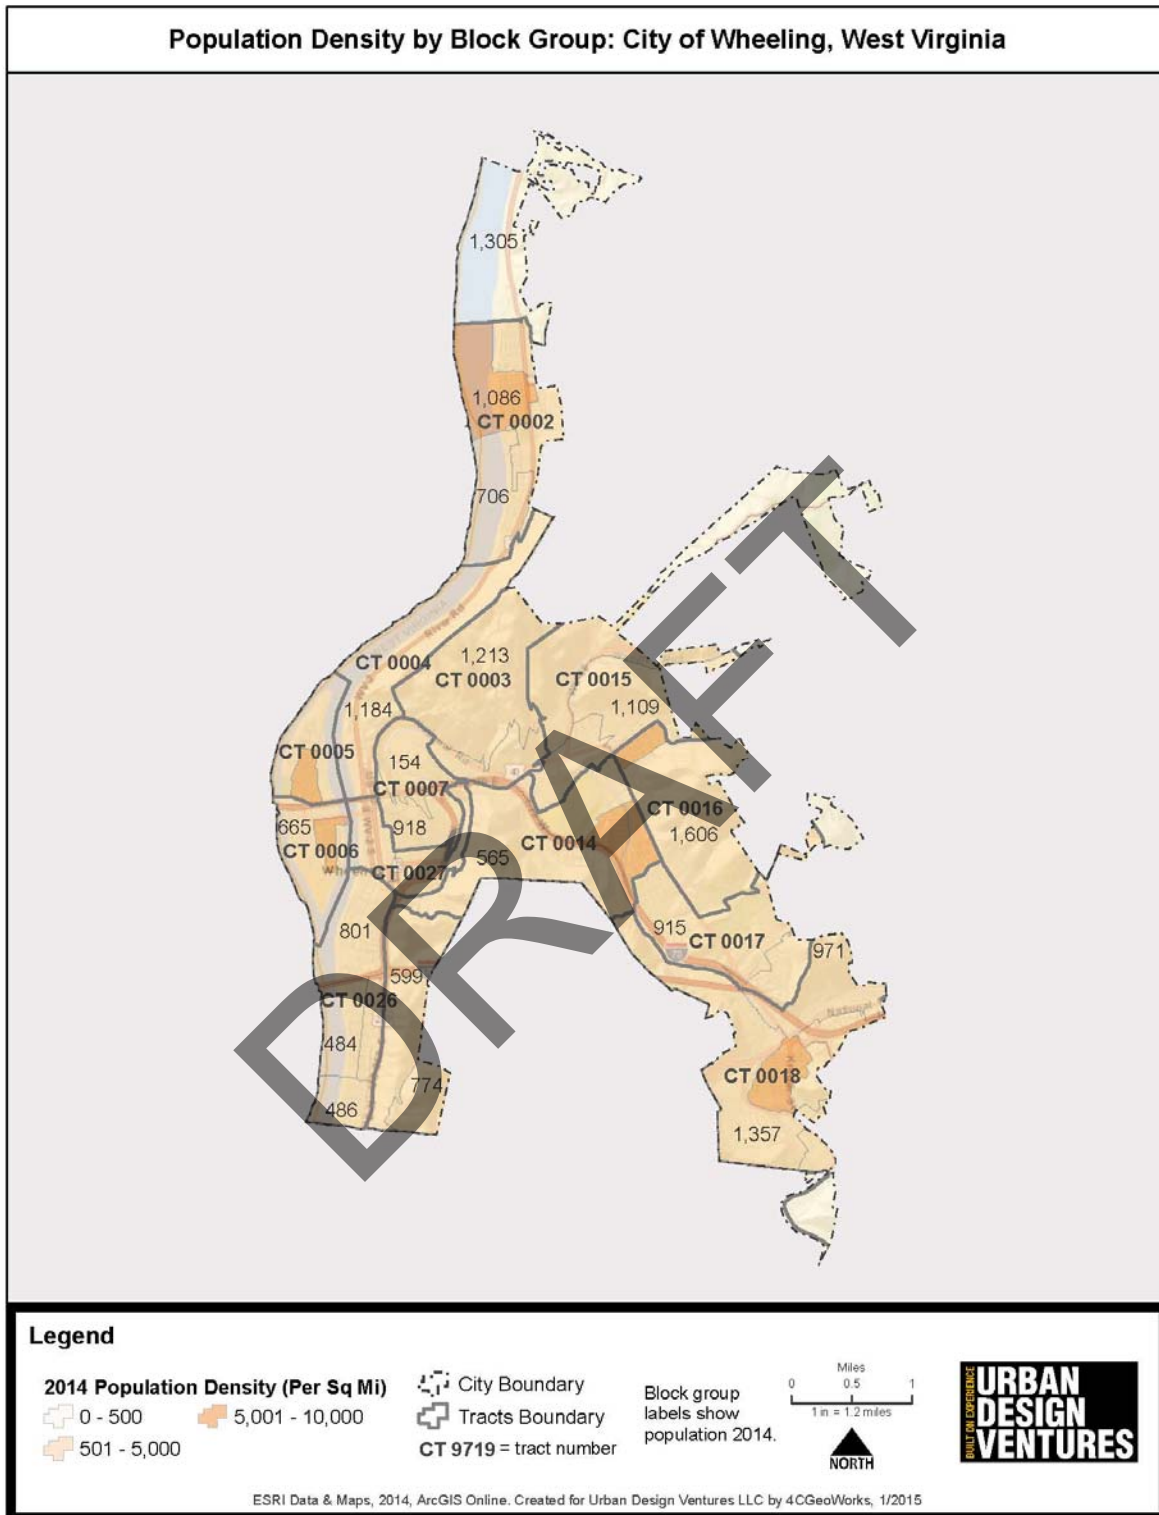 Population Density by Block Group: City of Wheeling, West Virginia
1,305
1,086
CT 0002
706
River Rd
1,213
CT 0004
CT 0003
CT 0015
1,184
1,109
CT 0005
154
CT 0007
40
CT 0016
665
918
1,606
CT 0006
CT 0014
565
CT 0027
801
915
CT 0017
971
599
CT 0026
National
484
CT 0018
774
486
1,357
DRAFT
Legend
2014 Population Density (Per Sq Mi)
0 - 500
5,001 - 10,000
501 - 5,000
City Boundary
Tracts Boundary
CT 9719 = tract number
Block group
labels show
population 2014.
Miles
0 0.5 1
1 in = 1.2 miles
NORTH
BUILT ON EXPERIENCE
URBAN
DESIGN
VENTURES
ESRI Data & Maps, 2014, ArcGIS Online. Created for Urban Design Ventures LLC by 4CGeoWorks, 1/2015